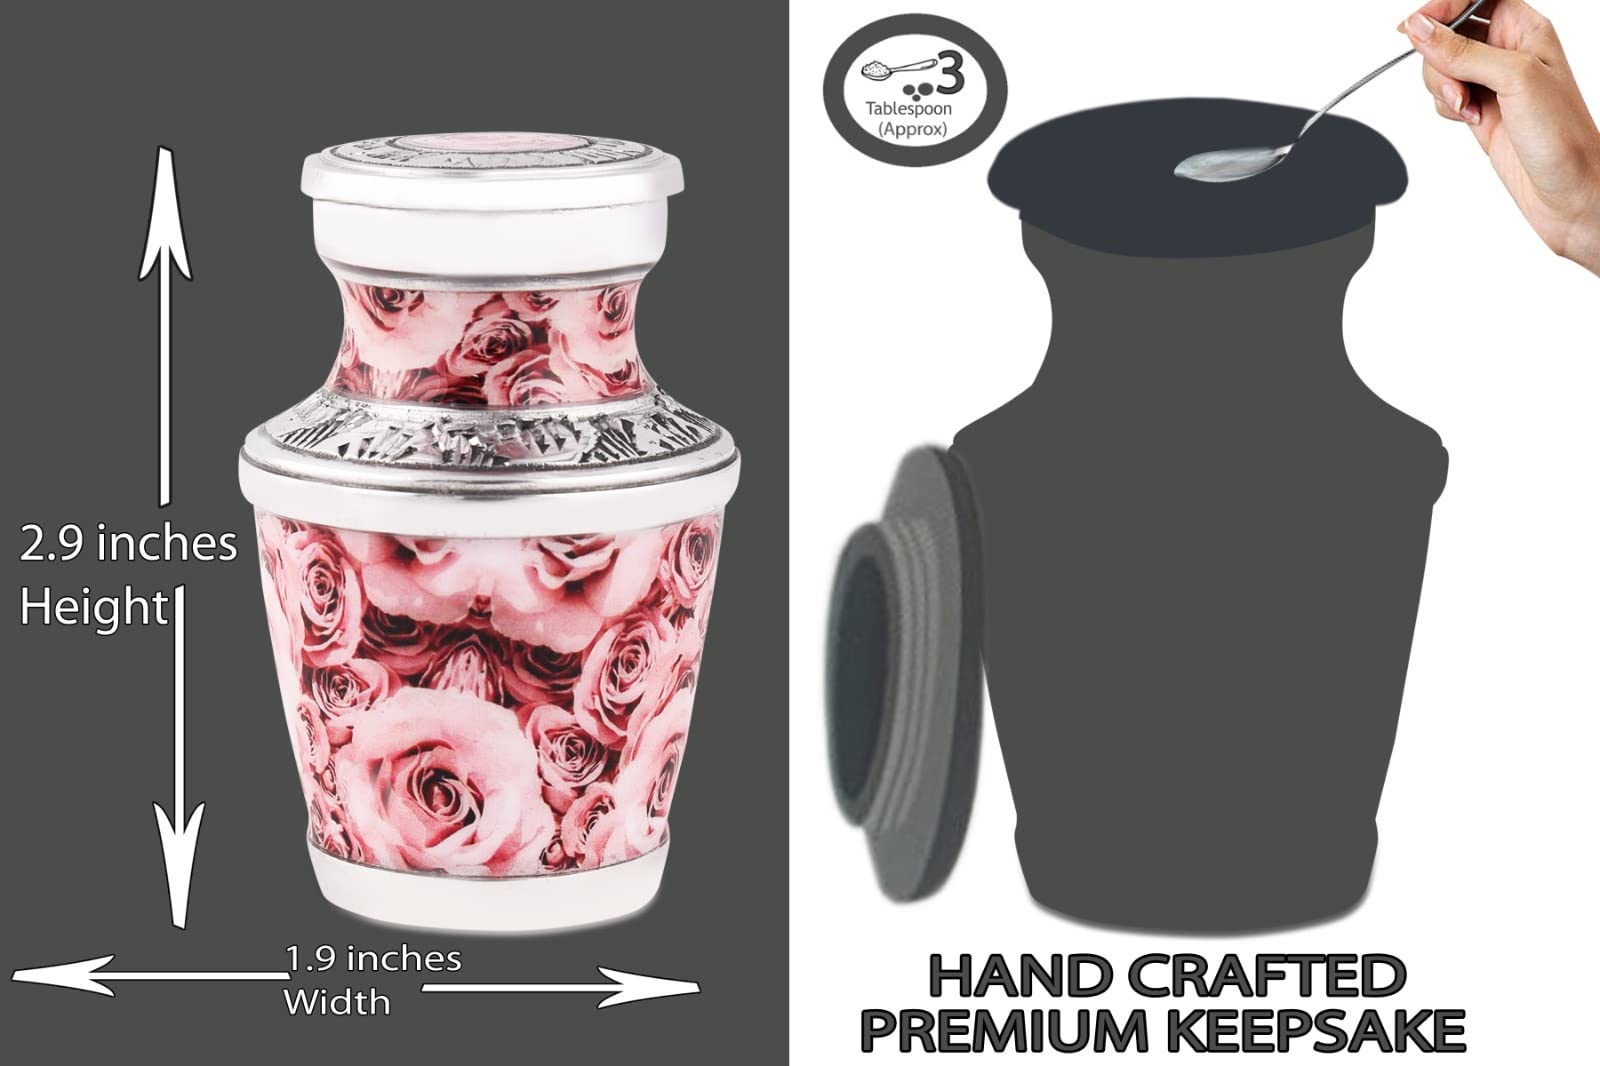 2.9 inches
Height
1.9 inches
Width
3
Tablespoon
(Approx)
HAND CRAFTED
PREMIUM KEEPSAKE